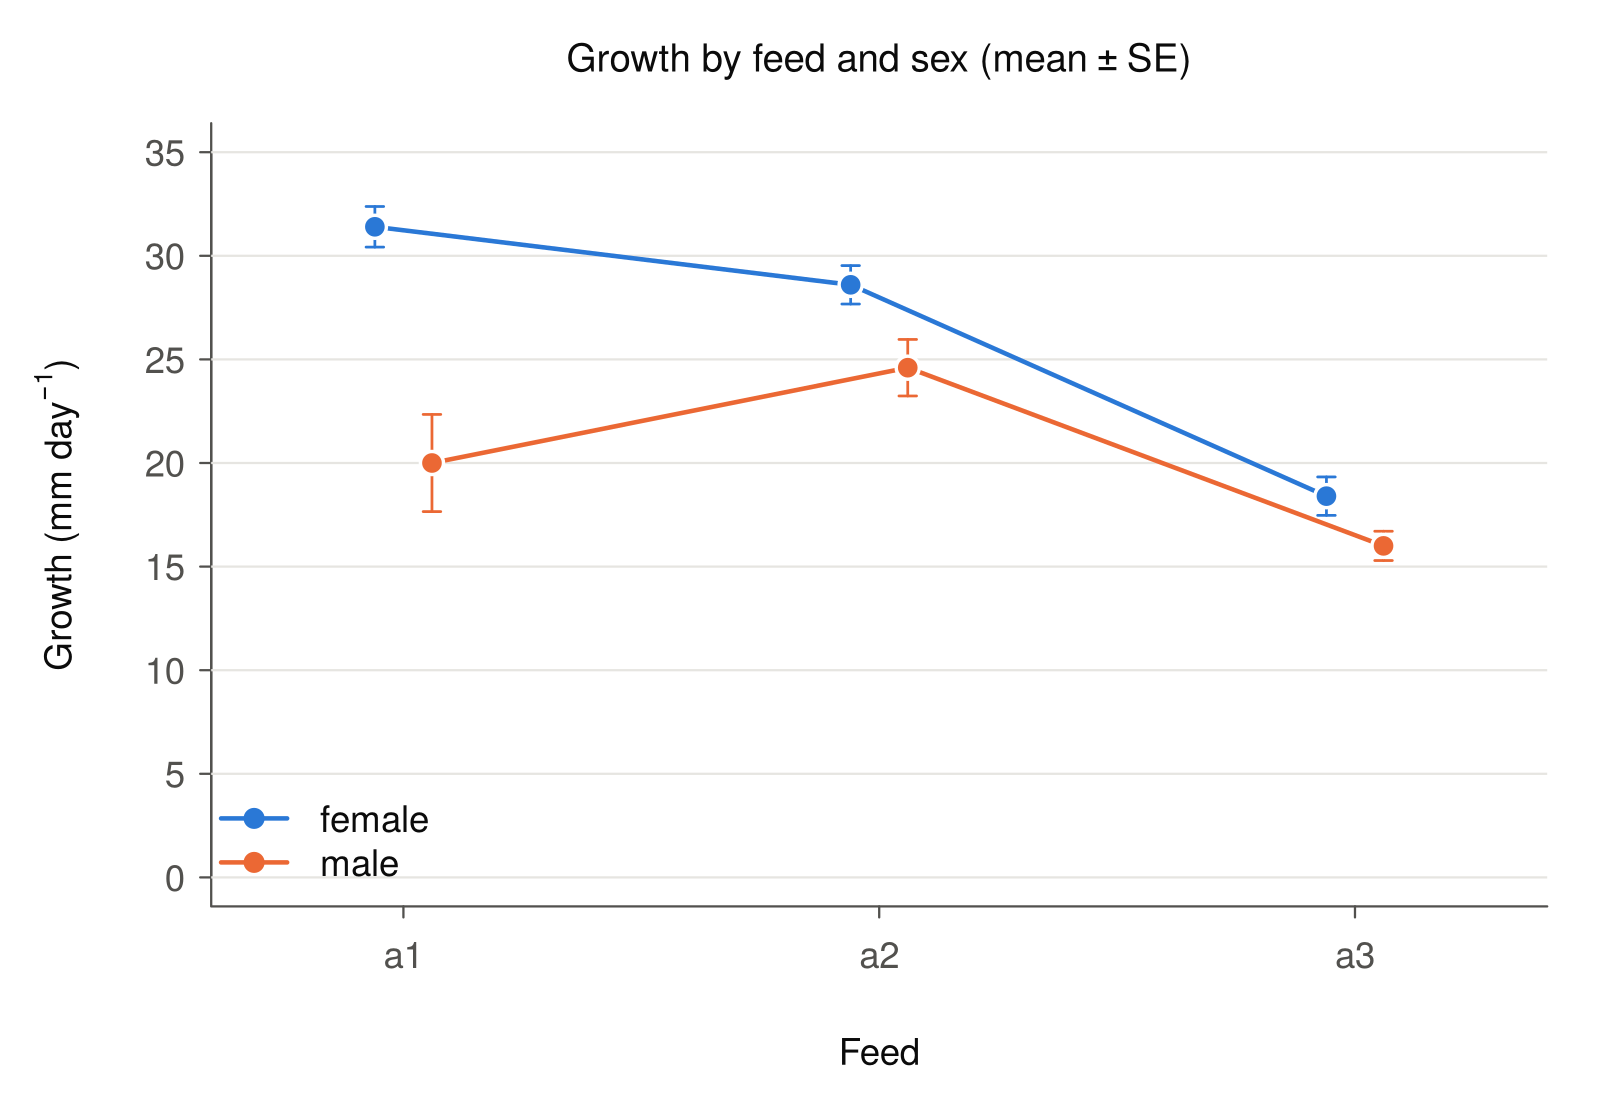 Growth by feed and sex (mean ± SE)
Growth (mm day⁻¹)
35
30
25
20
15
10
5
0
female
male
a1 a2 a3
Feed